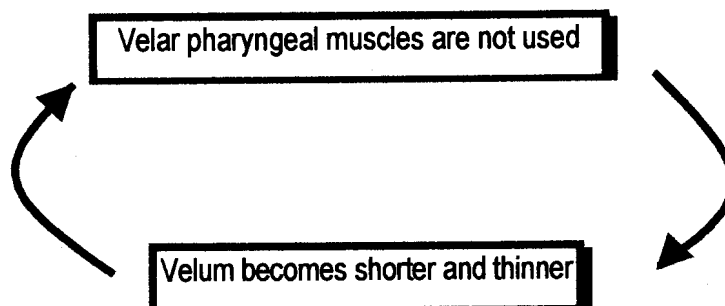 Velar pharyngeal muscles are not used
Velum becomes shorter and thinner